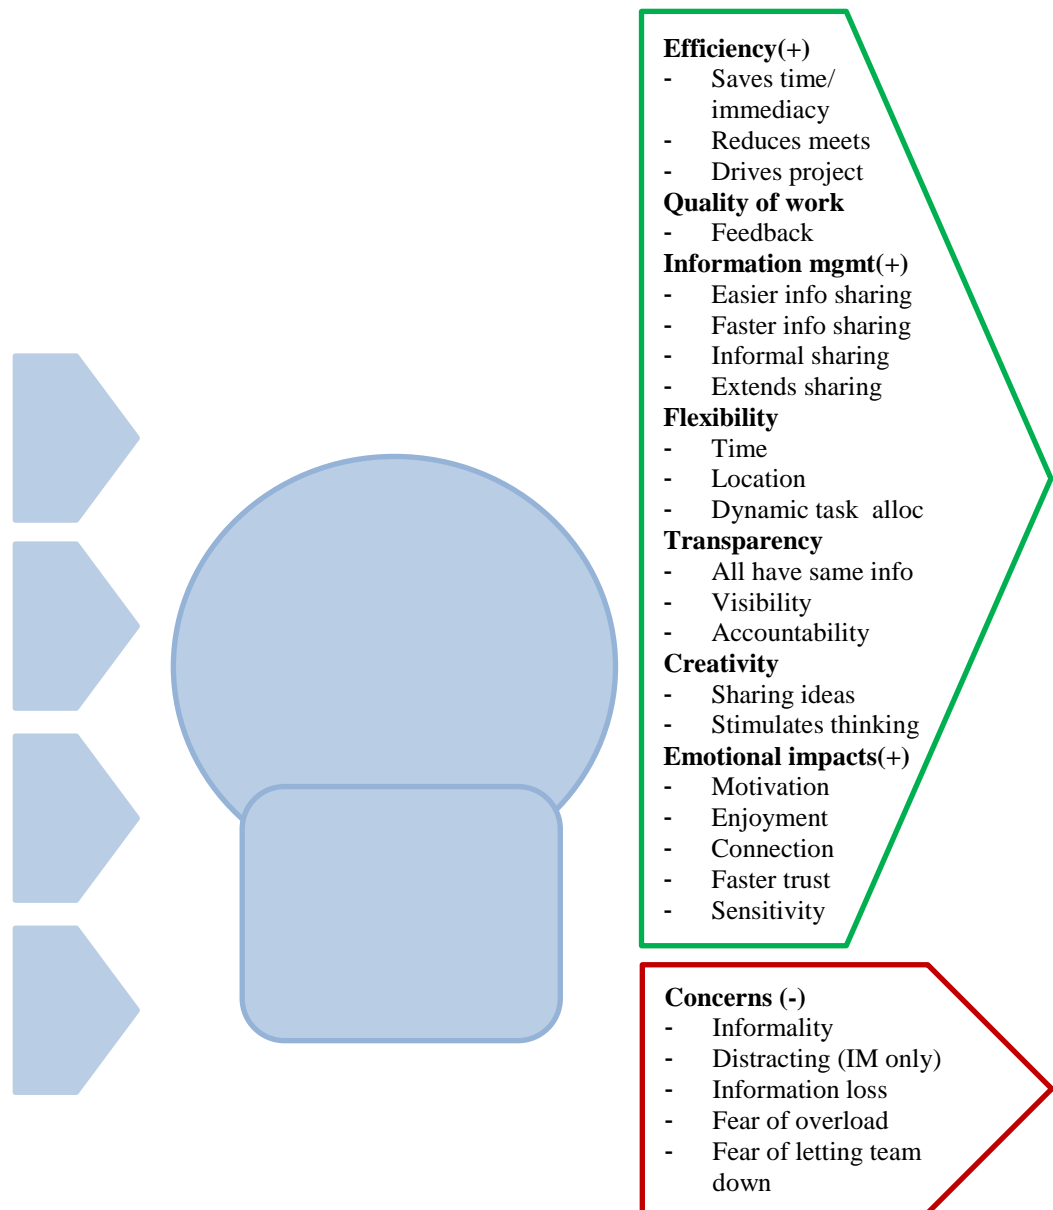 Efficiency(+)
- Saves time/
immediacy
- Reduces meets
- Drives project
Quality of work
- Feedback
Information mgmt(+)
- Easier info sharing
- Faster info sharing
- Informal sharing
- Extends sharing
Flexibility
- Time
- Location
- Dynamic task  alloc
Transparency
- All have same info
- Visibility
- Accountability
Creativity
- Sharing ideas
- Stimulates thinking
Emotional impacts(+)
- Motivation
- Enjoyment
- Connection
- Faster trust
- Sensitivity
Concerns (-)
- Informality
- Distracting (IM only)
- Information loss
- Fear of overload
- Fear of letting team
down